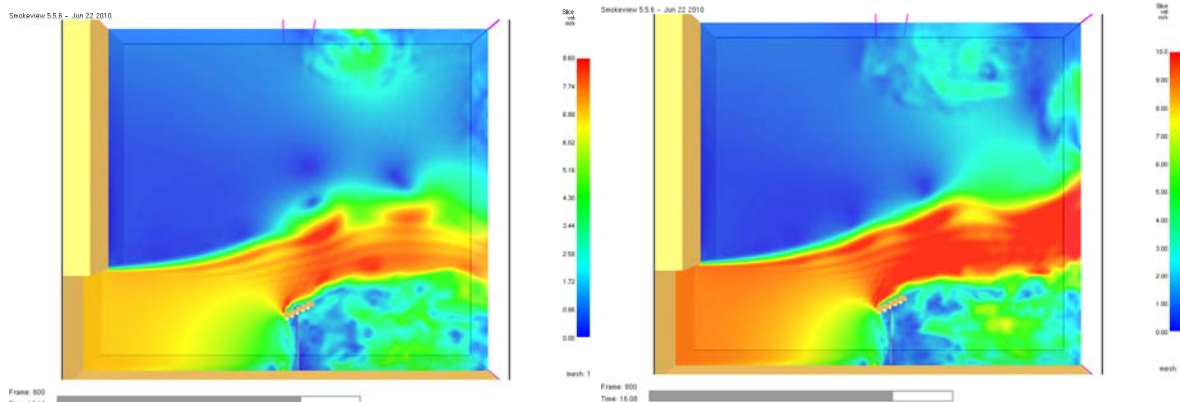 Smokeview 5.5.6 - Jun 22 2010
Slice
vel
m/s
8.60
7.74
6.88
6.02
5.16
4.30
3.44
2.58
1.72
0.86
0.00
mesh: 1
Frame: 800
Smokeview 5.5.6 - Jun 22 2010
Slice
vel
m/s
10.0
9.00
8.00
7.00
6.00
5.00
4.00
3.00
2.00
1.00
0.00
mesh:
Frame: 800
Time: 16.08